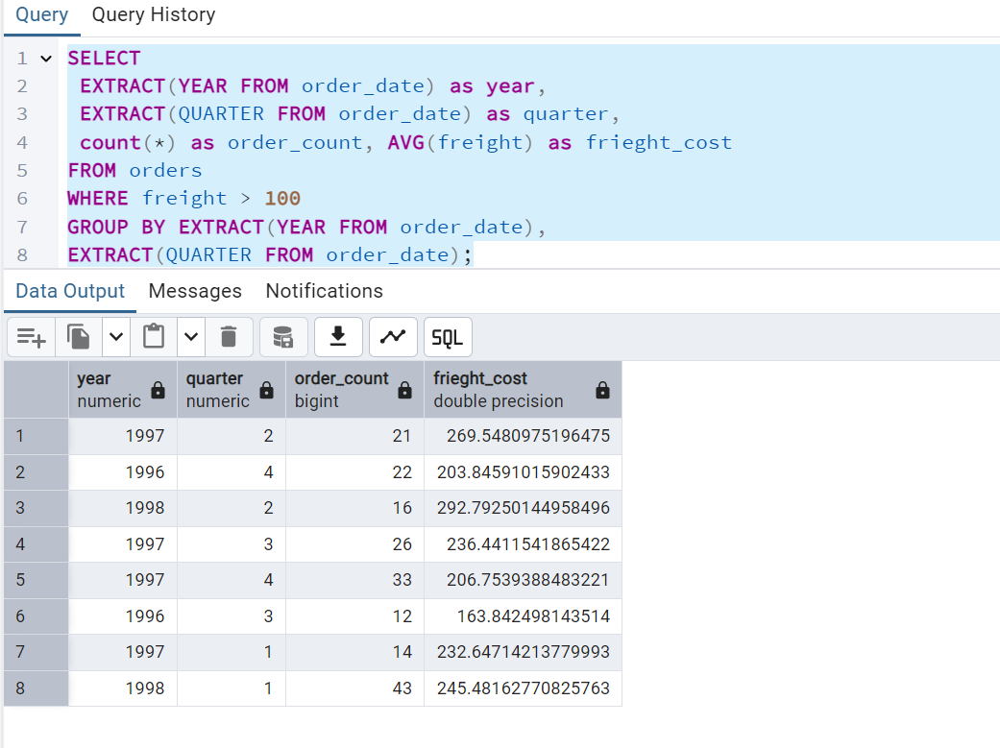 Query Query History
1 SELECT
2 EXTRACT(YEAR FROM order_date) as year,
3 EXTRACT(QUARTER FROM order_date) as quarter,
4 count(*) as order_count, AVG(freight) as frieght_cost
5 FROM orders
6 WHERE freight > 100
7 GROUP BY EXTRACT(YEAR FROM order_date),
8 EXTRACT(QUARTER FROM order_date);
Data Output Messages Notifications
SQL
year quarter order_count frieght_cost
numeric numeric bigint double precision
1 1997 2 21 269.5480975196475
2 1996 4 22 203.84591015902433
3 1998 2 16 292.79250144958496
4 1997 3 26 236.4411541865422
5 1997 4 33 206.7539388483221
6 1996 3 12 163.842498143514
7 1997 1 14 232.64714213779993
8 1998 1 43 245.48162770825763